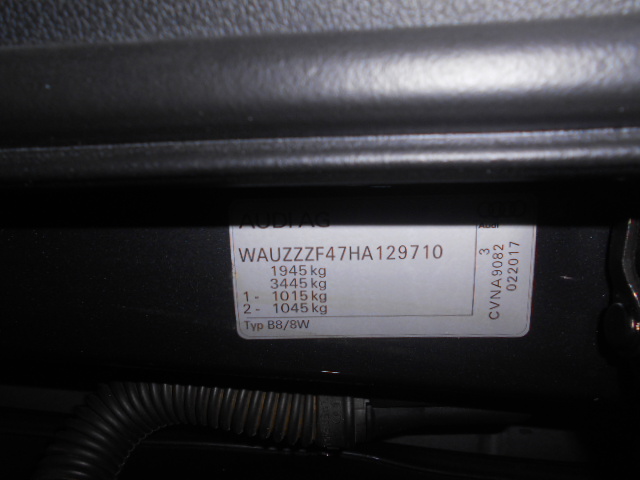 AUDI AG
WAUZZZF47HA129710
1945 kg
3445 kg
1 - 1015 kg
2 - 1045 kg
Typ B8/8W
Audi
3
CVNA9082
022017